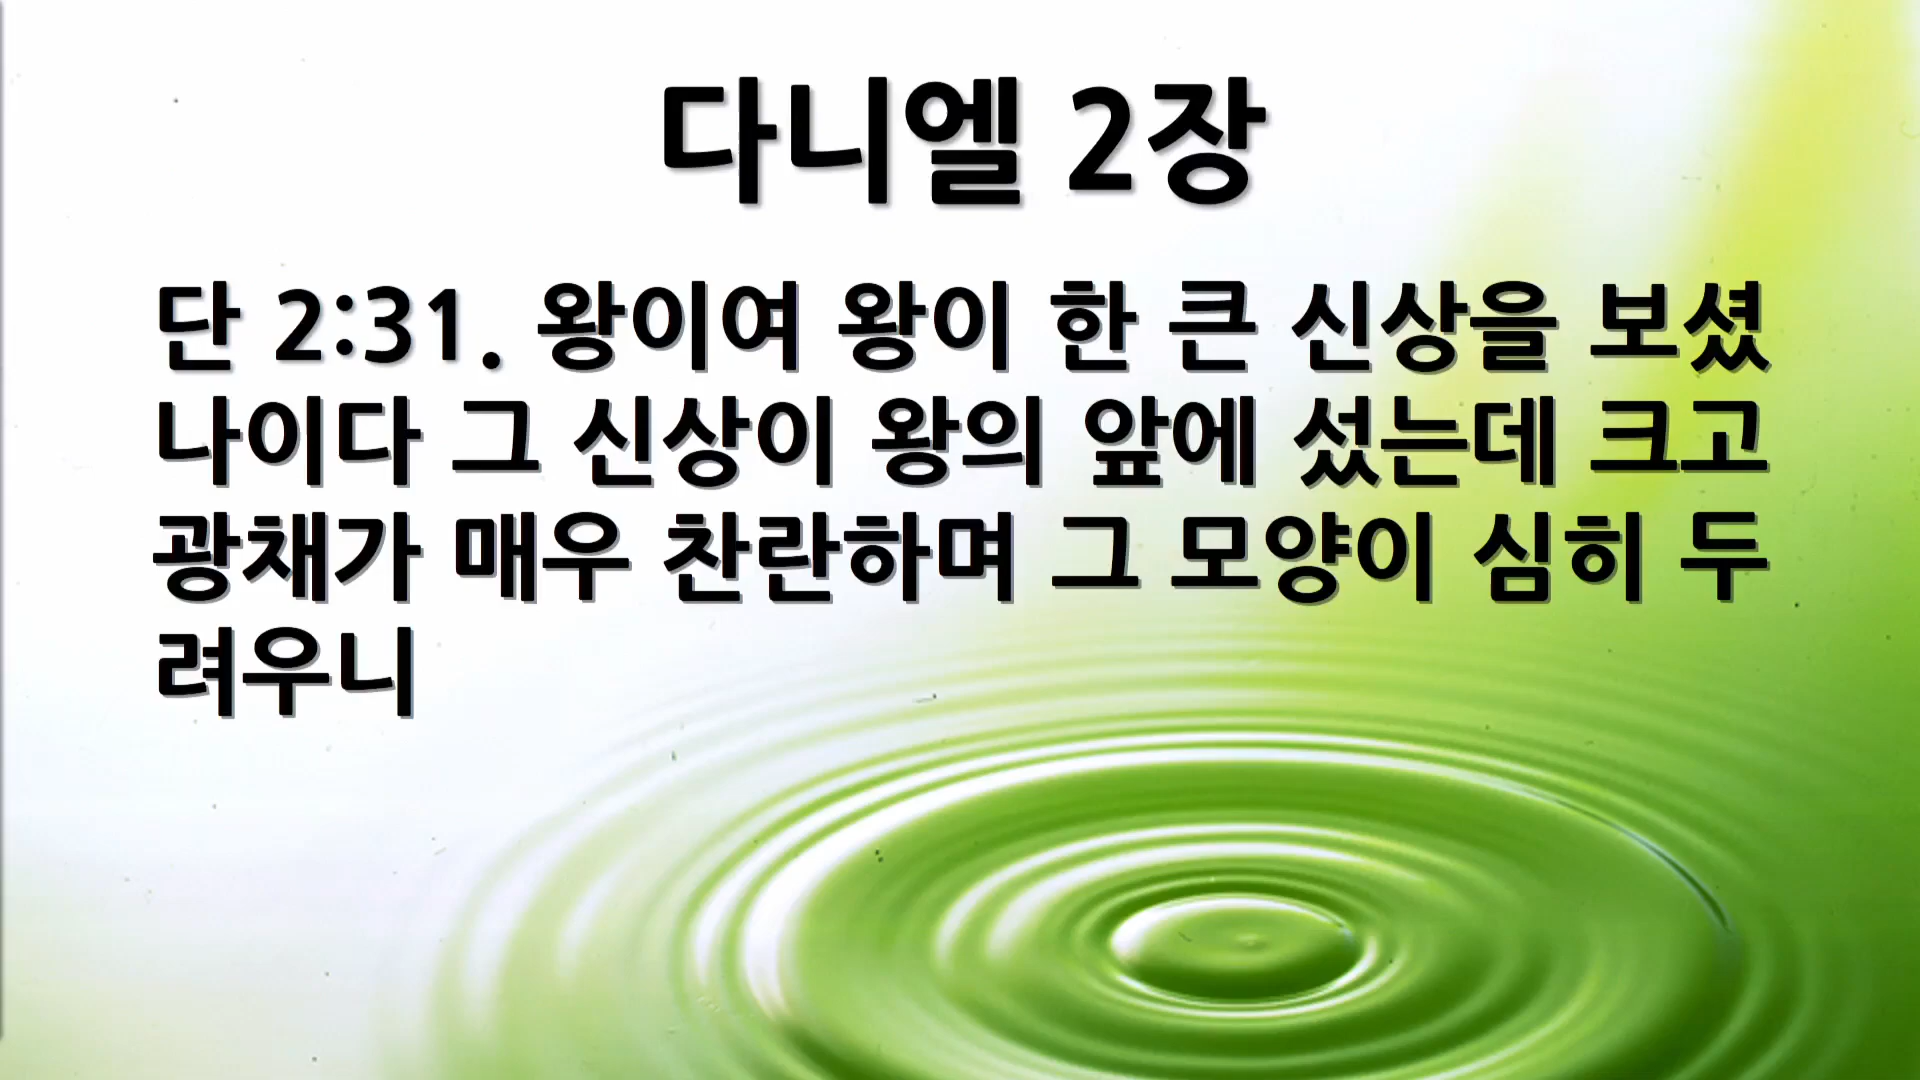 다니엘 2장
단 2:31. 왕이여 왕이 한 큰 신상을 보셨
나이다 그 신상이 왕의 앞에 섰는데 크고
광채가 매우 찬란하며 그 모양이 심히 두
려우니